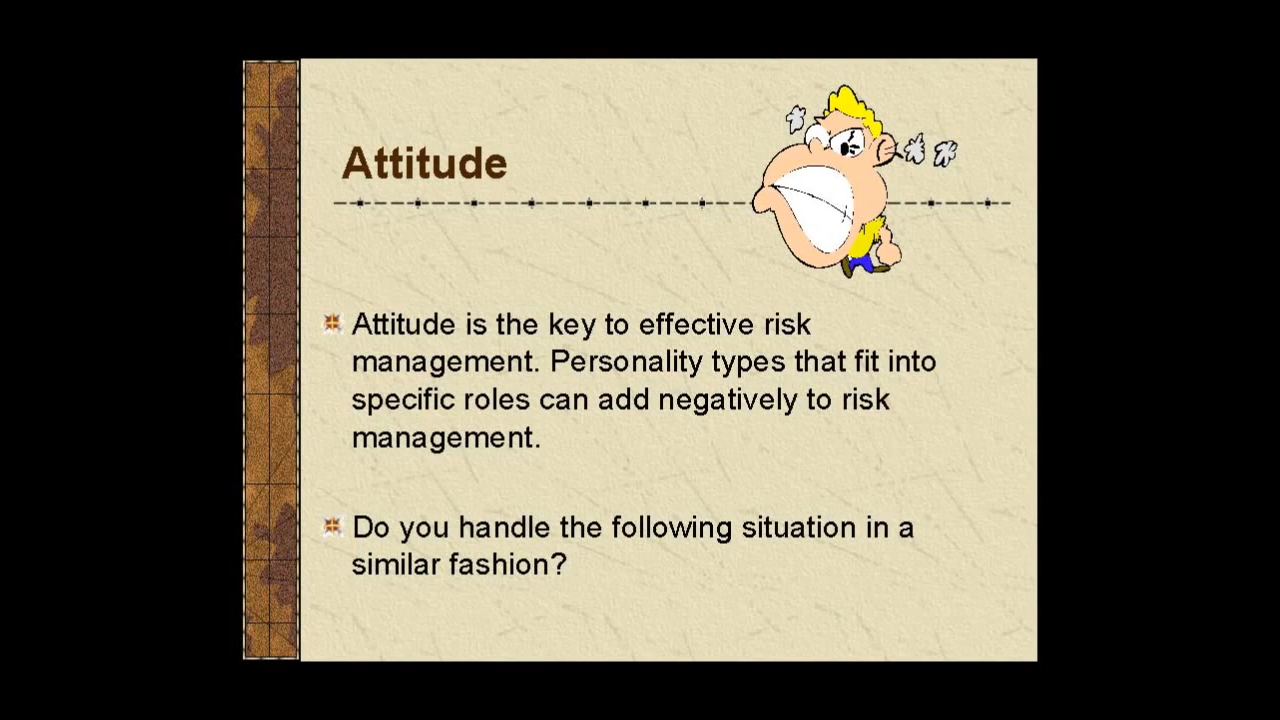 Attitude
Attitude is the key to effective risk
management. Personality types that fit into
specific roles can add negatively to risk
management.
Do you handle the following situation in a
similar fashion?